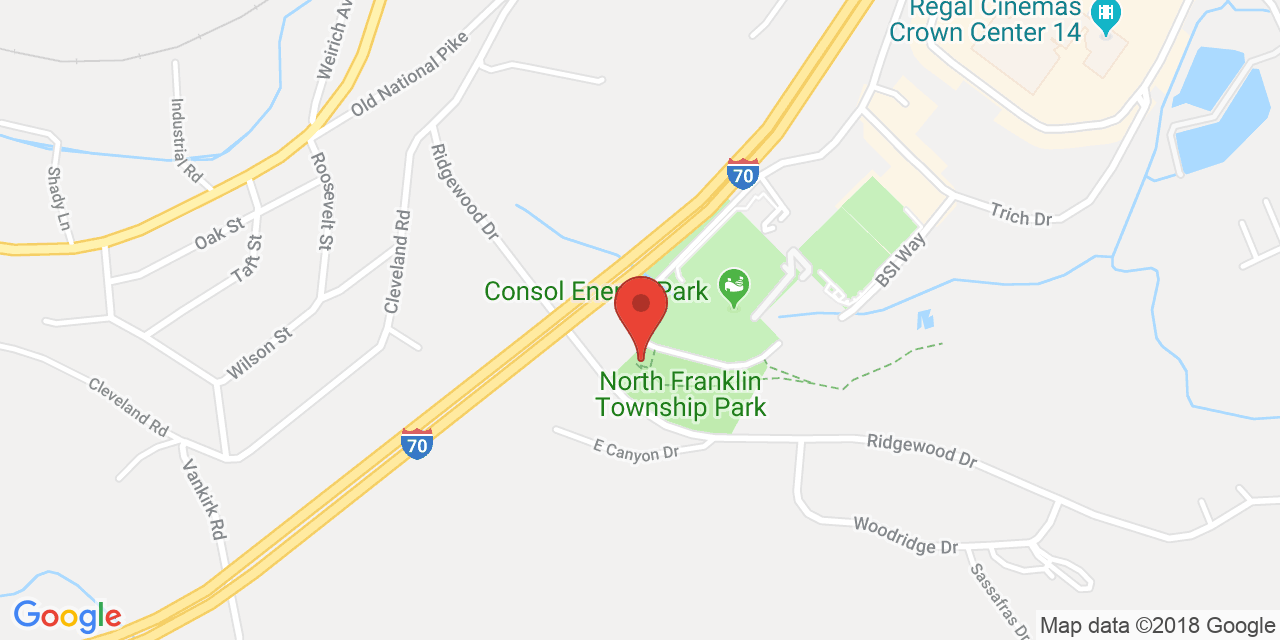 Regal Cinemas
Crown Center 14
Weirich Av
Old National Pike
Industrial Rd
Ridgewood Dr
Roosevelt St
Shady Ln
70
Trich Dr
Oak St
Cleveland Rd
Taft St
BSI Way
Consol Ener
Park
Wilson St
North Franklin
Township Park
Cleveland Rd
70
E Canyon Dr
Ridgewood Dr
Vankirk Rd
Woodridge Dr
Sassafras Dr
Google
Map data ©2018 Google